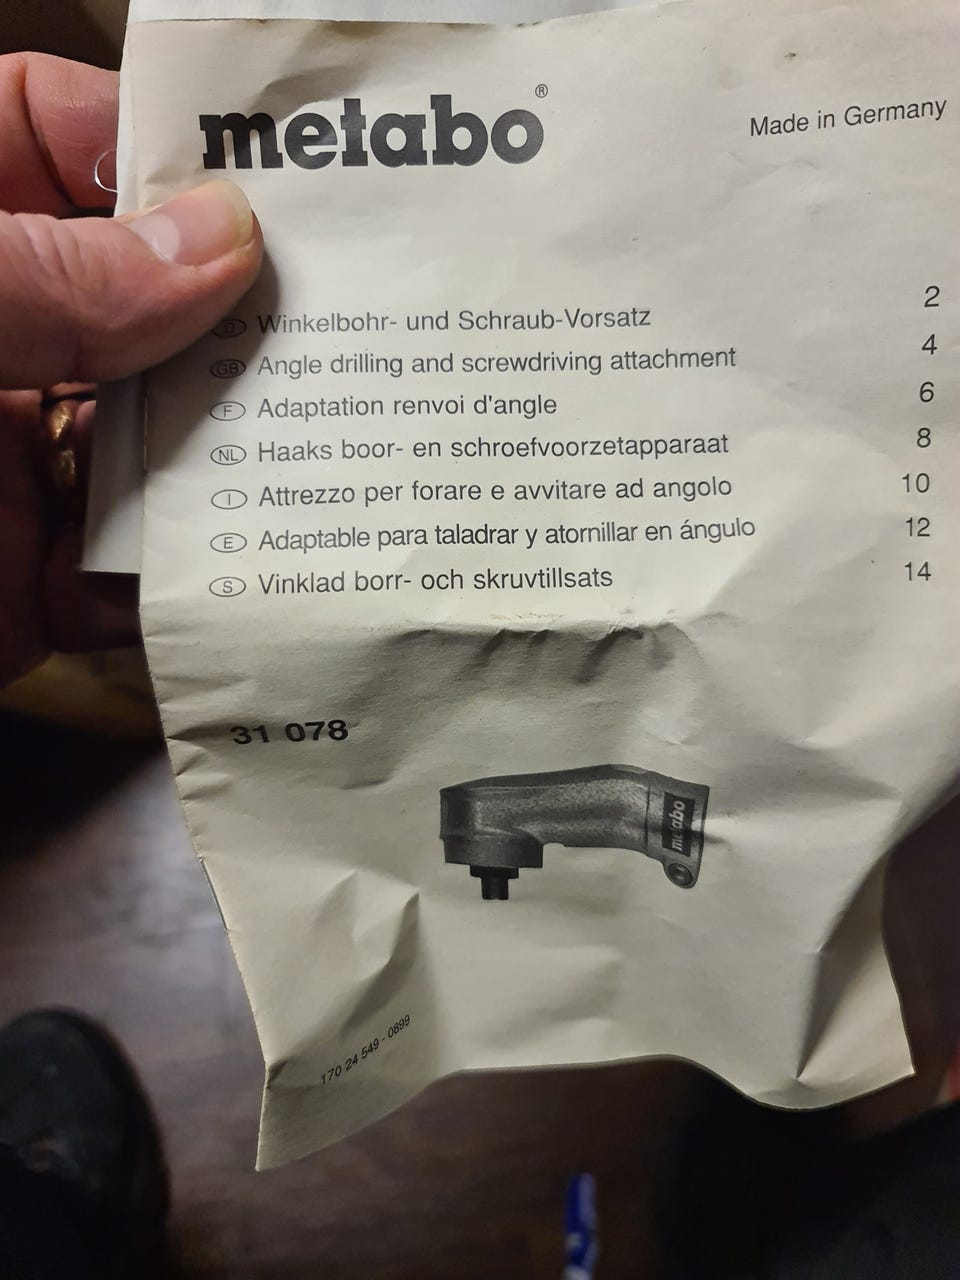 metabo®
Made in Germany
D Winkelbohr- und Schraub-Vorsatz 2
GB Angle drilling and screwdriving attachment 4
F Adaptation renvoi d'angle 6
NL Haaks boor- en schroefvoorzetapparaat 8
I Attrezzo per forare e avvitare ad angolo 10
E Adaptable para taladrar y atornillar en ángulo 12
S Vinklad borr- och skruvtillsats 14
31 078
metabo
170 24 549 - 0899